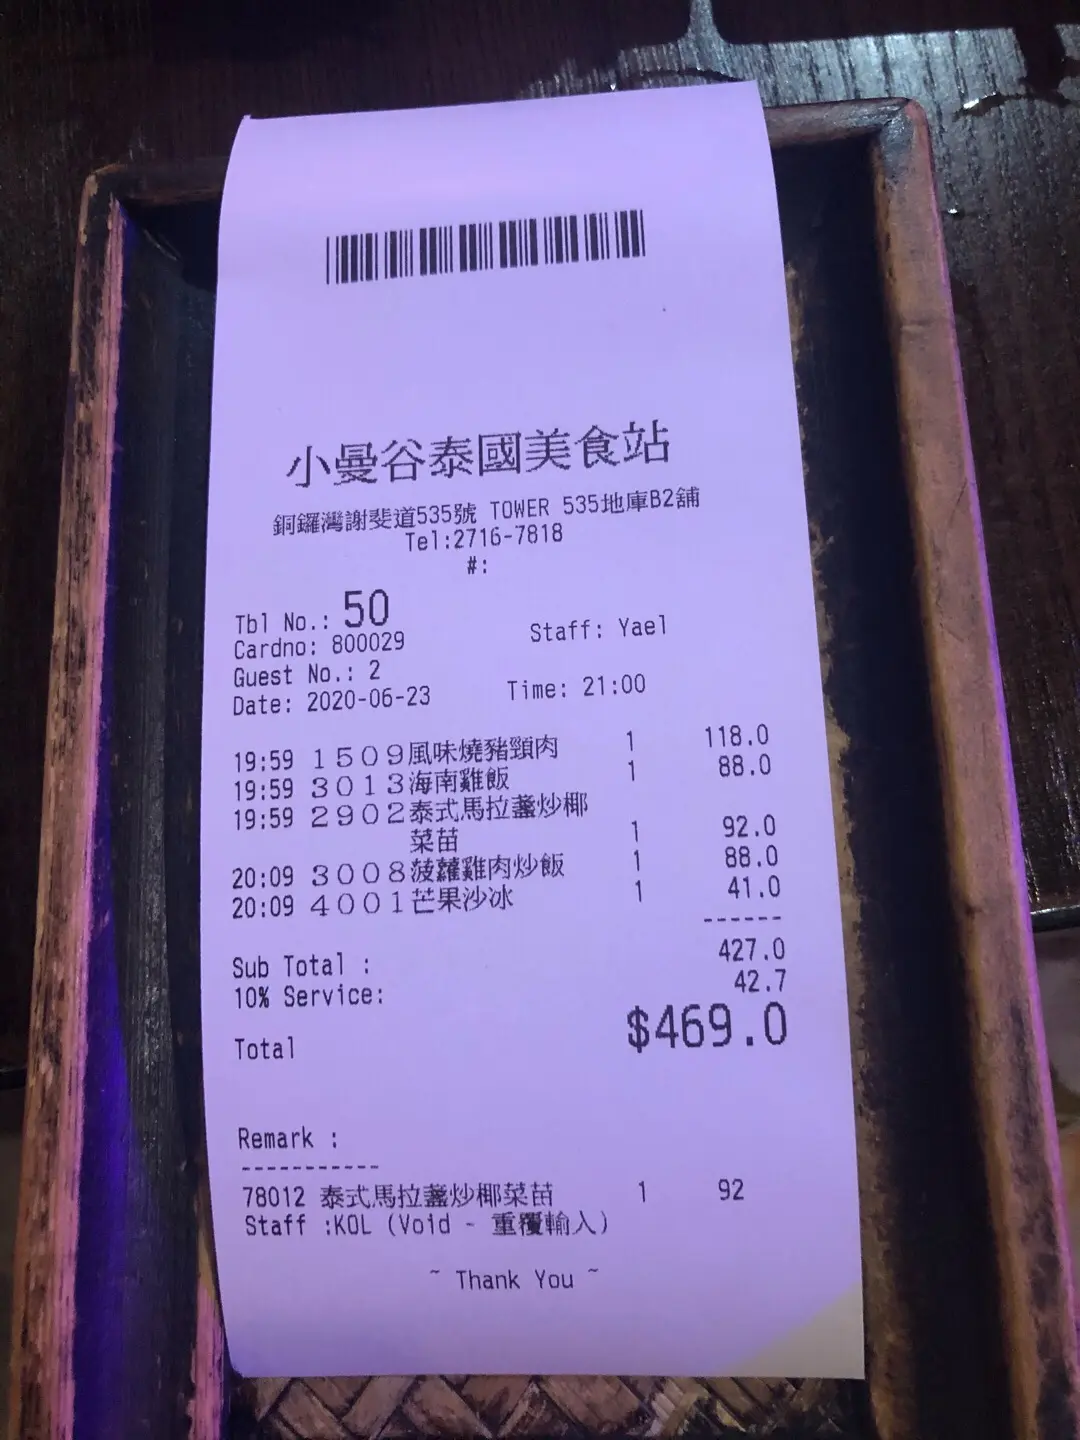 小曼谷泰國美食站
銅鑼灣謝斐道535號 TOWER 535地庫B2舖
Tel:2716-7818
#:
Tbl No.: 50
Cardno: 800029 Staff: Yael
Guest No.: 2
Date: 2020-06-23 Time: 21:00
19:59 1509風味燒豬頸肉 1 118.0
19:59 3013海南雞飯 1 88.0
19:59 2902泰式馬拉盞炒椰
菜苗 1 92.0
20:09 3008菠蘿雞肉炒飯 1 88.0
20:09 4001芒果沙冰 1 41.0
------
Sub Total : 427.0
10% Service: 42.7
Total $469.0
Remark :
-----------
78012 泰式馬拉盞炒椰菜苗 1 92
Staff :KOL (Void - 重覆輸入)
~ Thank You ~